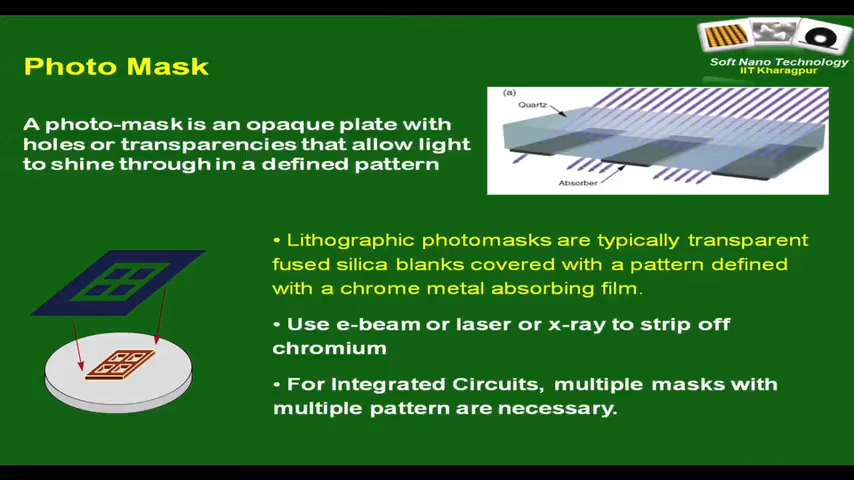 Soft Nano Technology
IIT Kharagpur
Photo Mask
A photo-mask is an opaque plate with
holes or transparencies that allow light
to shine through in a defined pattern
(a)
Quartz
Absorber
• Lithographic photomasks are typically transparent
fused silica blanks covered with a pattern defined
with a chrome metal absorbing film.
• Use e-beam or laser or x-ray to strip off
chromium
• For Integrated Circuits, multiple masks with
multiple pattern are necessary.